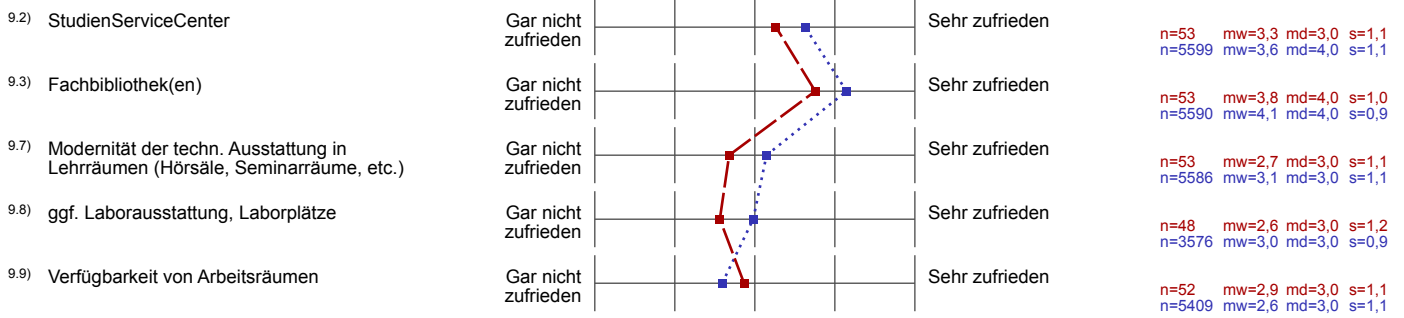 9.2) StudienServiceCenter
Gar nicht
zufrieden
Sehr zufrieden
n=53 mw=3,3 md=3,0 s=1,1
n=5599 mw=3,6 md=4,0 s=1,1
9.3) Fachbibliothek(en)
Gar nicht
zufrieden
Sehr zufrieden
n=53 mw=3,8 md=4,0 s=1,0
n=5590 mw=4,1 md=4,0 s=0,9
9.7) Modernität der techn. Ausstattung in
Lehrräumen (Hörsäle, Seminarräume, etc.)
Gar nicht
zufrieden
Sehr zufrieden
n=53 mw=2,7 md=3,0 s=1,1
n=5586 mw=3,1 md=3,0 s=1,1
9.8) ggf. Laborausstattung, Laborplätze
Gar nicht
zufrieden
Sehr zufrieden
n=48 mw=2,6 md=3,0 s=1,2
n=3576 mw=3,0 md=3,0 s=0,9
9.9) Verfügbarkeit von Arbeitsräumen
Gar nicht
zufrieden
Sehr zufrieden
n=52 mw=2,9 md=3,0 s=1,1
n=5409 mw=2,6 md=3,0 s=1,1